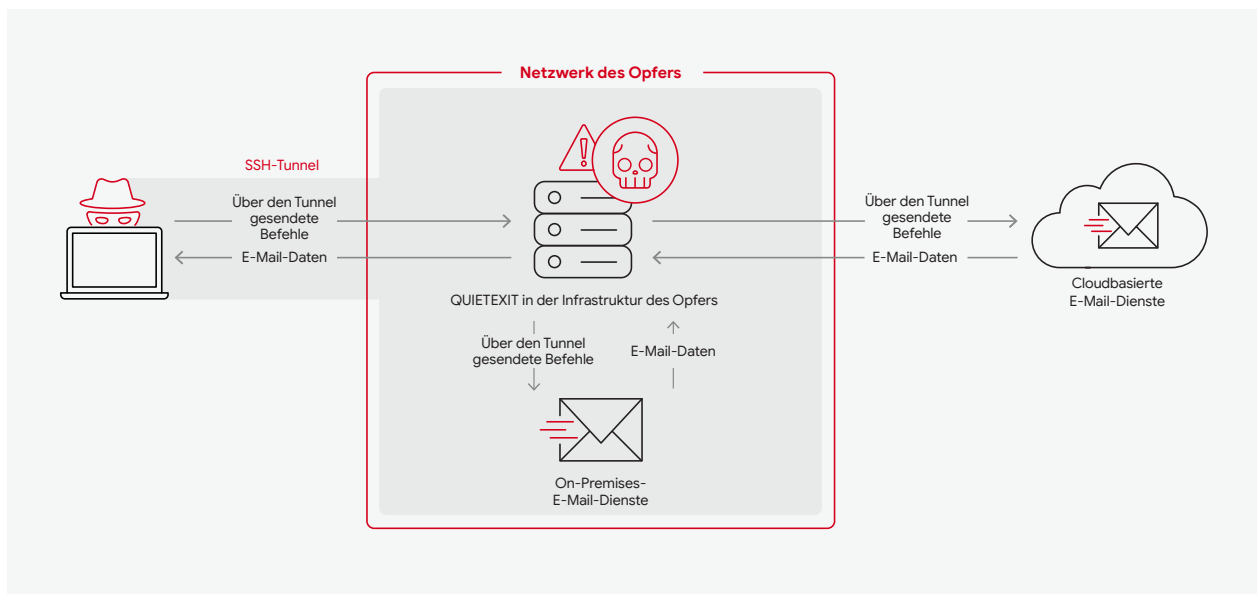 Netzwerk des Opfers
SSH-Tunnel
Über den Tunnel
gesendete
Befehle
E-Mail-Daten
QUIETEXIT in der Infrastruktur des Opfers
Über den Tunnel
gesendete Befehle
E-Mail-Daten
On-Premises-
E-Mail-Dienste
Über den Tunnel
gesendete
Befehle
E-Mail-Daten
Cloudbasierte
E-Mail-Dienste